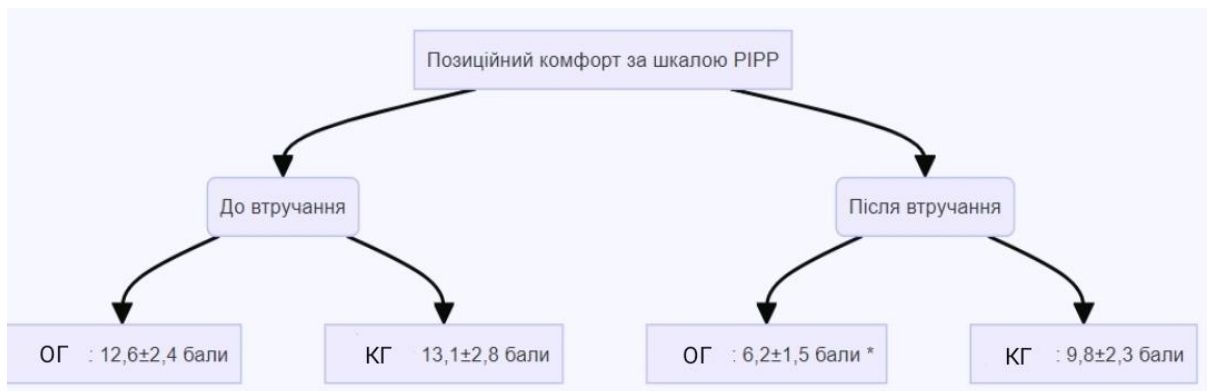 Позиційний комфорт за шкалою PIPP
До втручання
Після втручання
ОГ : 12,6±2,4 бали
КГ 13,1±2,8 бали
ОГ : 6,2±1,5 бали *
КГ : 9,8±2,3 бали